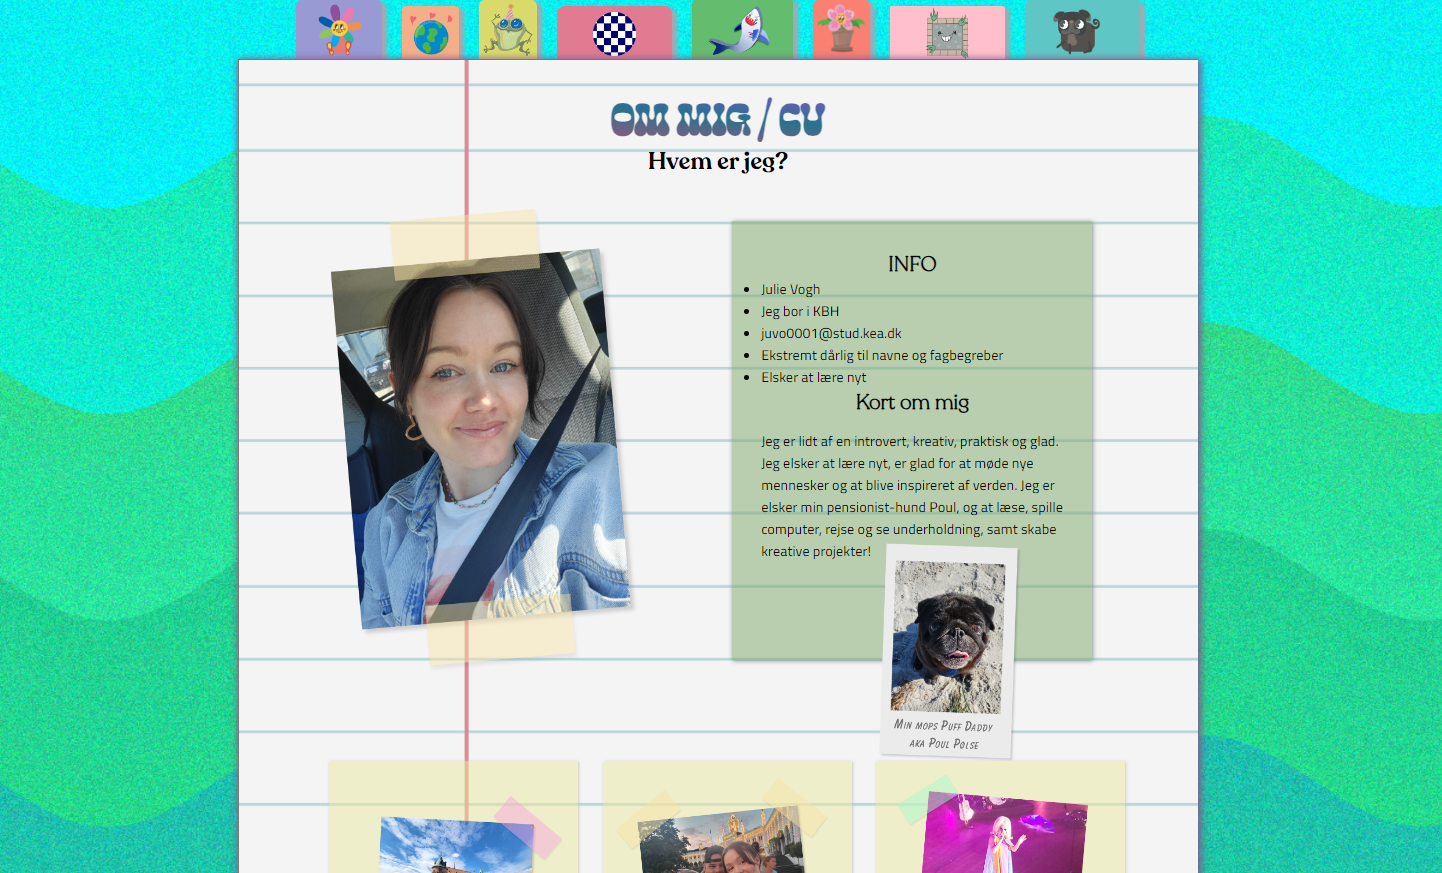 OM MIG / CV
Hvem er jeg?
INFO
Julie Vogh
Jeg bor i KBH
juvo0001@stud.kea.dk
Ekstremt dårlig til navne og fagbegreber
Elsker at lære nyt
Kort om mig
Jeg er lidt af en introvert, kreativ, praktisk og glad.
Jeg elsker at lære nyt, er glad for at møde nye
mennesker og at blive inspireret af verden. Jeg er
elsker min pensionist-hund Poul, og at læse, spille
computer, rejse og se underholdning, samt skabe
kreative projekter!
Min mops Puff Daddy
aka Poul Polse